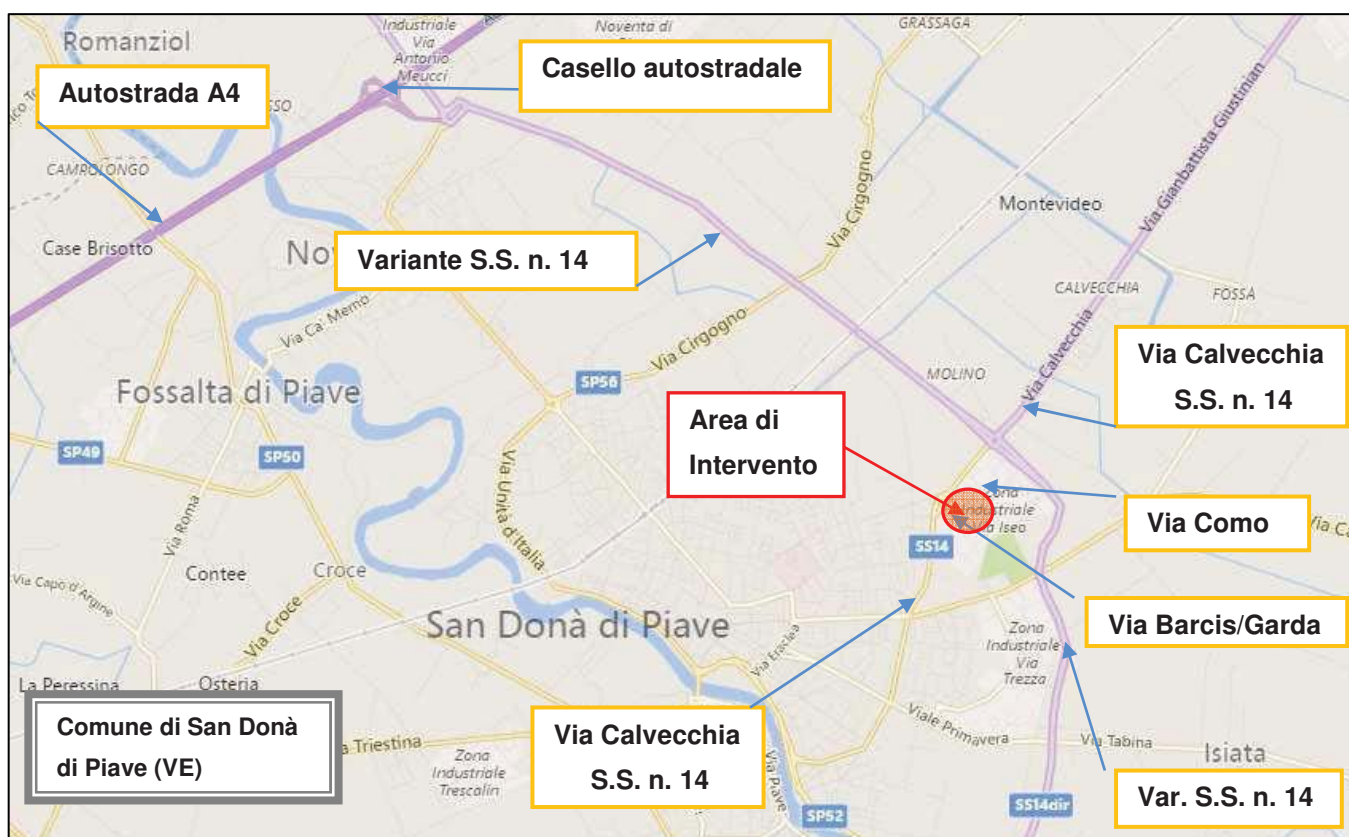 Romanziol
Industriale
Via
Antonio
Meucci
Noventa di
GRASSAGA
Autostrada A4
Casello autostradale
CAMPOLONGO
Case Brisotto
Variante S.S. n. 14
Via Cirgogno
Montevideo
Via Gianbattista Giustinian
CALVECCHIA
FOSSA
Via Ca' Memo
Via Cirgogno
Via Calvecchia
Via Calvecchia
S.S. n. 14
Fossalta di Piave
SP56
MOLINO
Area di
Intervento
SP49
SP50
Via Unità d'Italia
Zona
Industriale
Via Iseo
Via Como
SS14
Via Roma
Contee
Croce
Via Capo d'Argine
Via Croce
San Donà di Piave
Via Eraclea
Zona
Industriale
Via
Trezza
Via Barcis/Garda
La Peressina
Osteria
Comune di San Donà
di Piave (VE)
Triestina
Zona
Industriale
Trescalin
Via Calvecchia
S.S. n. 14
Via Piave
Viale Primavera
Via Tabina
Isiata
SP52
SS14dir
Var. S.S. n. 14